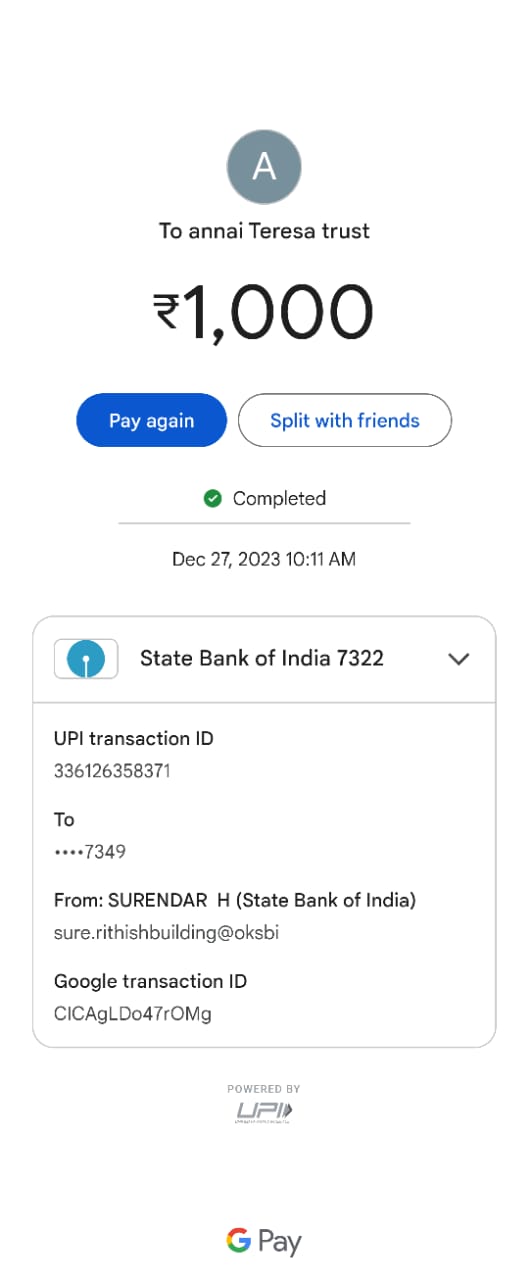 A
To annai Teresa trust
₹1,000
Pay again
Split with friends
Completed
Dec 27, 2023 10:11 AM
State Bank of India 7322
UPI transaction ID
336126358371
To
••••7349
From: SURENDAR  H (State Bank of India)
sure.rithishbuilding@oksbi
Google transaction ID
CICAgLDo47rOMg
POWERED BY
UPI
G Pay